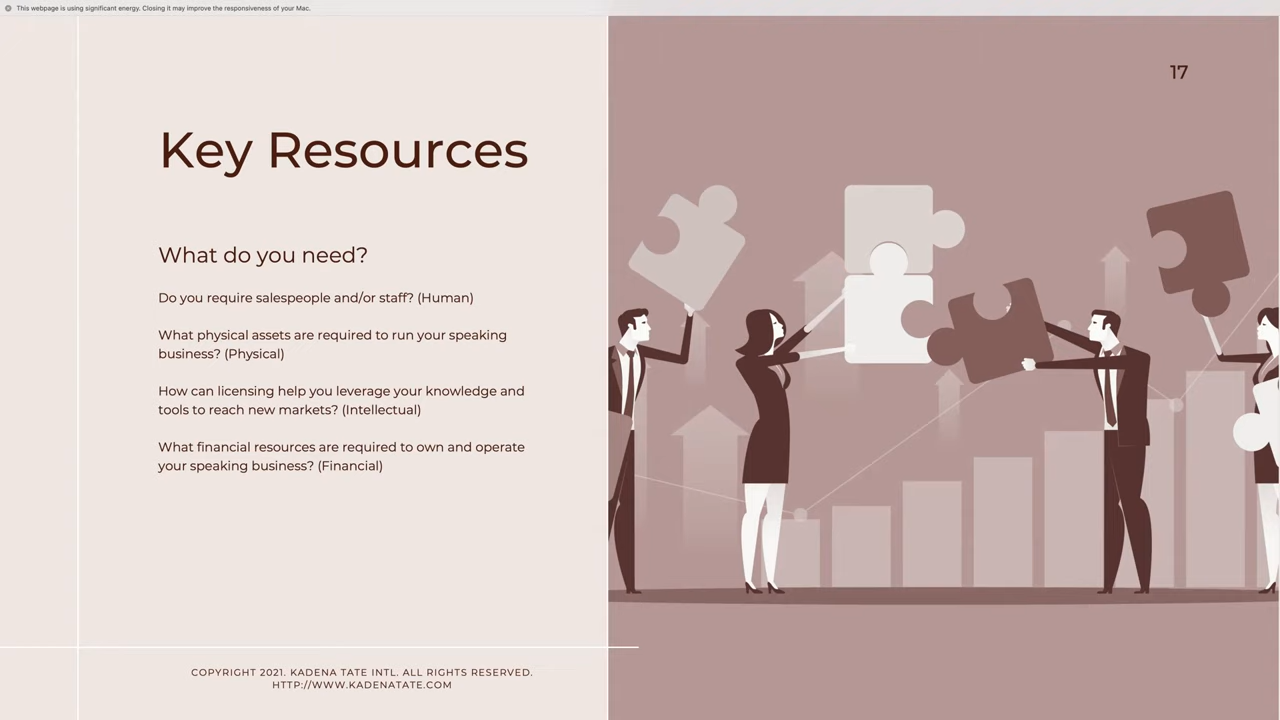 This webpage is using significant energy. Closing it may improve the responsiveness of your Mac.
17
Key Resources
What do you need?
Do you require salespeople and/or staff? (Human)
What physical assets are required to run your speaking
business? (Physical)
How can licensing help you leverage your knowledge and
tools to reach new markets? (Intellectual)
What financial resources are required to own and operate
your speaking business? (Financial)
COPYRIGHT 2021. KADENA TATE INTL. ALL RIGHTS RESERVED.
HTTP://WWW.KADENATATE.COM